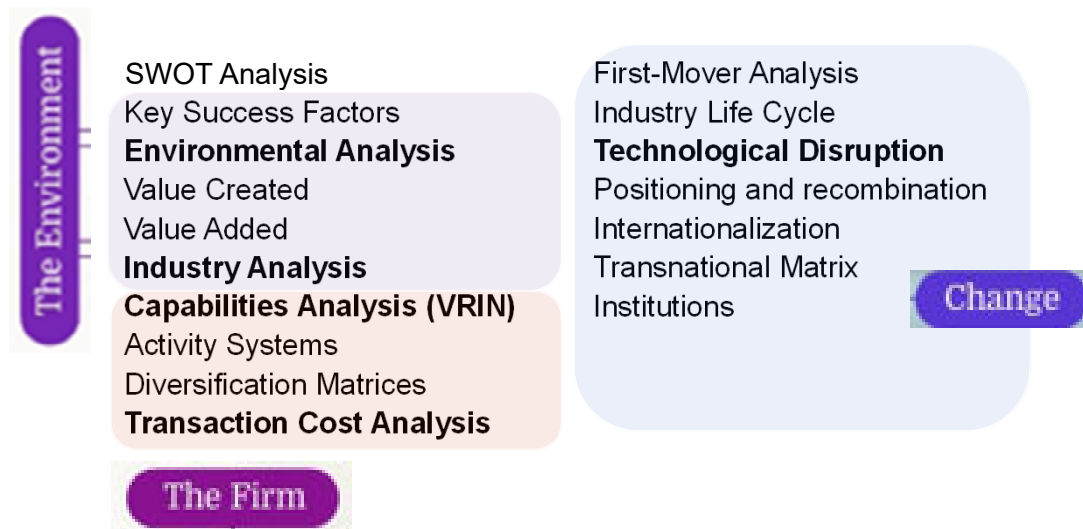 The Environment
SWOT Analysis
Key Success Factors
Environmental Analysis
Value Created
Value Added
Industry Analysis
Capabilities Analysis (VRIN)
Activity Systems
Diversification Matrices
Transaction Cost Analysis
The Firm
First-Mover Analysis
Industry Life Cycle
Technological Disruption
Positioning and recombination
Internationalization
Transnational Matrix
Institutions
Change